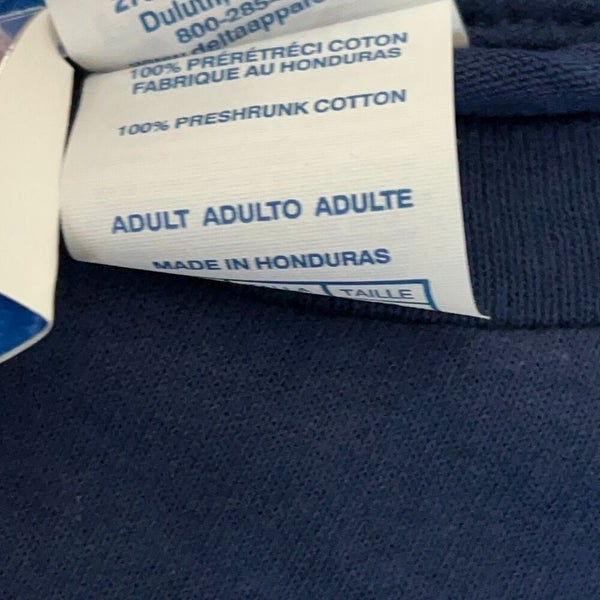 Duluth,
800-285
deltaappare
100% PRÉRÉTRÉCI COTON
FABRIQUE AU HONDURAS
100% PRESHRUNK COTTON
ADULT ADULTO ADULTE
MADE IN HONDURAS
TAILLE